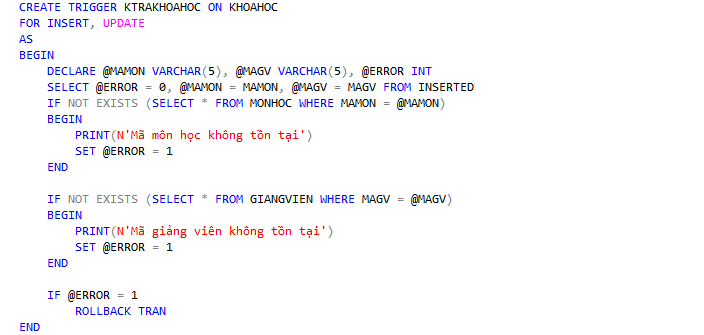 CREATE TRIGGER KTRAKHOAHOC ON KHOAHOC
FOR INSERT, UPDATE
AS
BEGIN
    DECLARE @MAMON VARCHAR(5), @MAGV VARCHAR(5), @ERROR INT
    SELECT @ERROR = 0, @MAMON = MAMON, @MAGV = MAGV FROM INSERTED
    IF NOT EXISTS (SELECT * FROM MONHOC WHERE MAMON = @MAMON)
    BEGIN
        PRINT(N'Mã môn học không tồn tại')
        SET @ERROR = 1
    END

    IF NOT EXISTS (SELECT * FROM GIANGVIEN WHERE MAGV = @MAGV)
    BEGIN
        PRINT(N'Mã giảng viên không tồn tại')
        SET @ERROR = 1
    END

    IF @ERROR = 1
        ROLLBACK TRAN
END